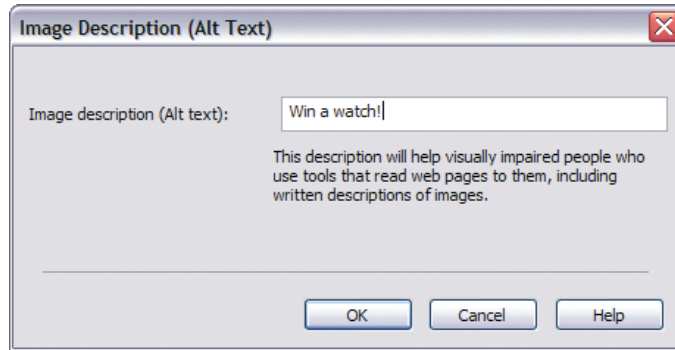 Image Description (Alt Text)
Image description (Alt text): Win a watch!
This description will help visually impaired people who
use tools that read web pages to them, including
written descriptions of images.
OK Cancel Help